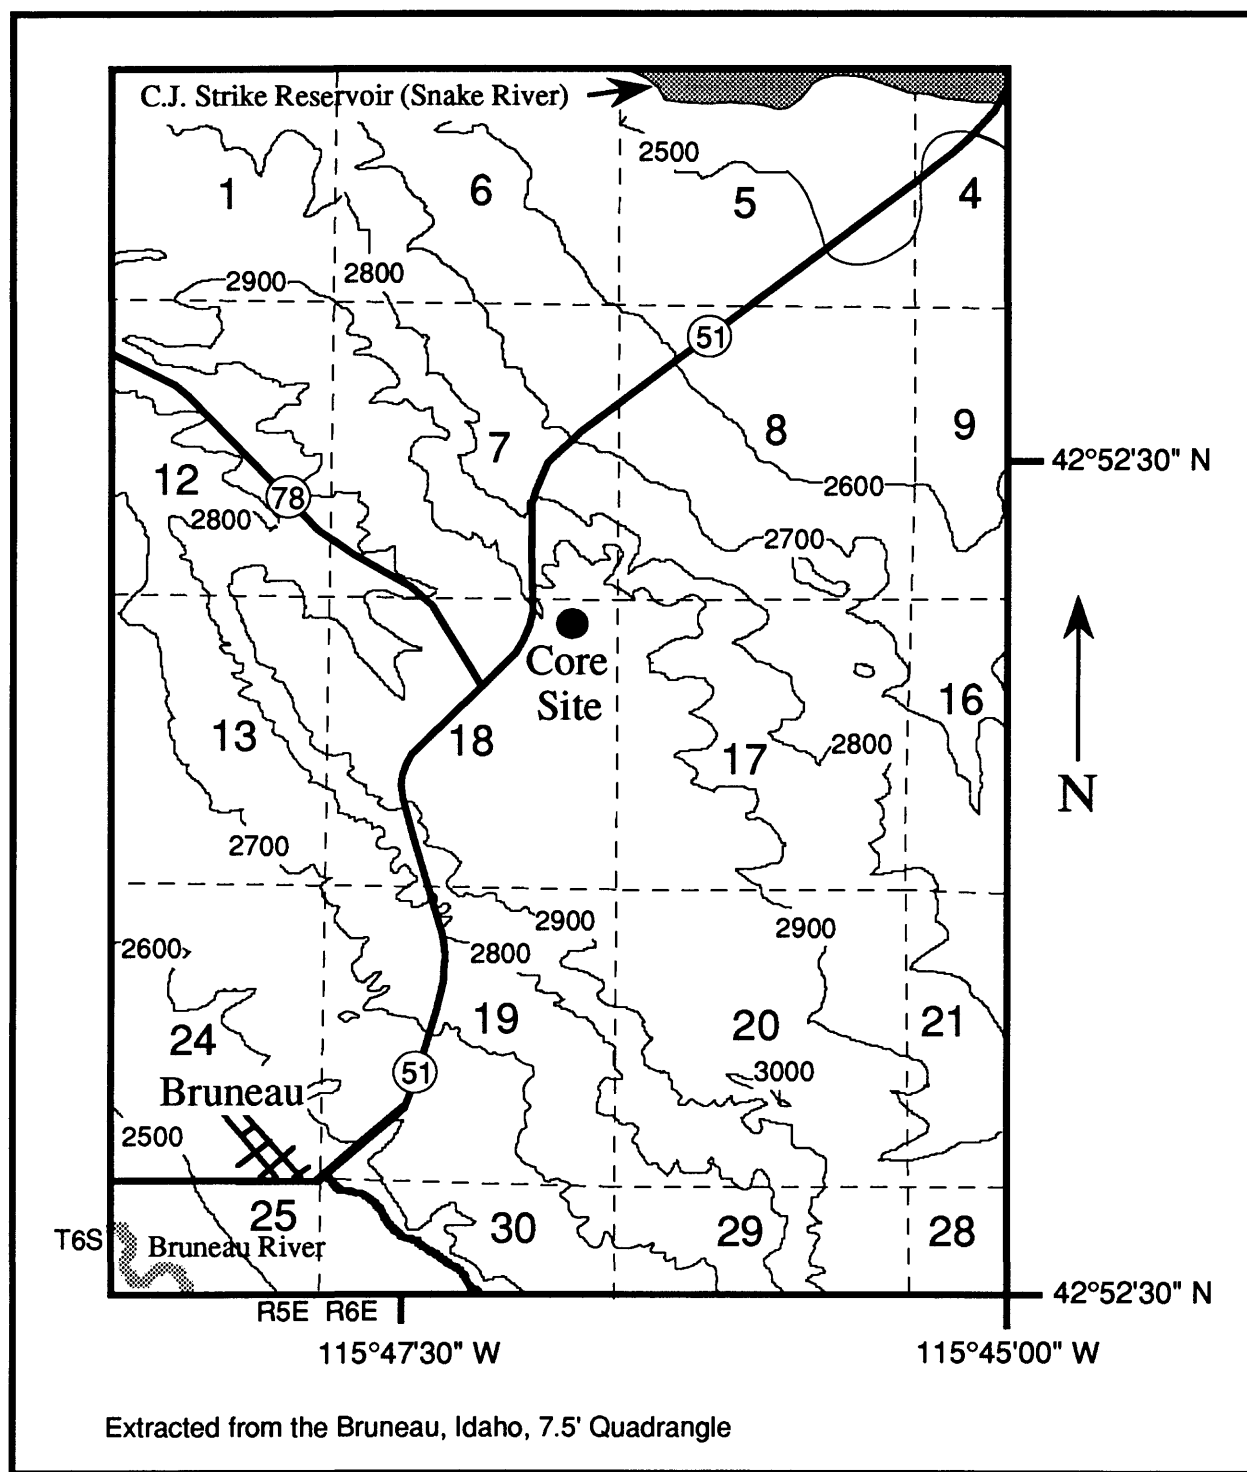 C.J. Strike Reservoir (Snake River)
2500
1
6
5
4
2900
2800
51
7
8
9
42°52'30" N
12
78
2600
2800
2700
Core
Site
16
13
18
17
2800
N
2700
2900
2900
2600
2800
19
20
21
24
3000
51
Bruneau
2500
25
30
29
28
T6S
Bruneau River
42°52'30" N
R5E R6E
115°47'30" W
115°45'00" W
Extracted from the Bruneau, Idaho, 7.5' Quadrangle